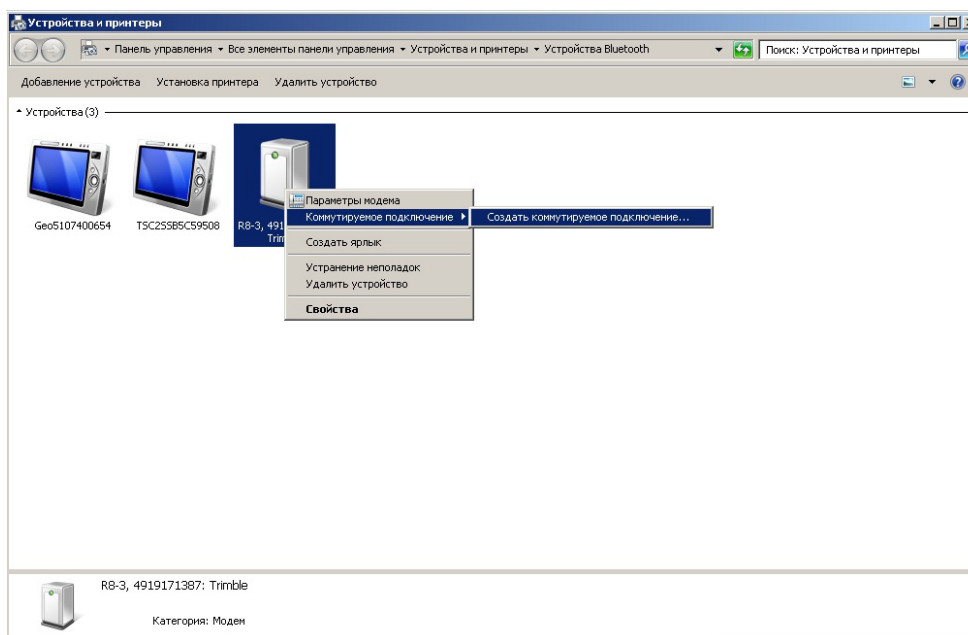 Устройства и принтеры
Панель управления Все элементы панели управления Устройства и принтеры Устройства Bluetooth Поиск: Устройства и принтеры
Добавление устройства Установка принтера Удалить устройство
Устройства (3)
Geo5107400654 TSC2SSB5C59508 R8-3, 491
Trim
Параметры модема
Коммутируемое подключение Создать коммутируемое подключение...
Создать ярлык
Устранение неполадок
Удалить устройство
Свойства
R8-3, 4919171387: Trimble
Категория: Модем